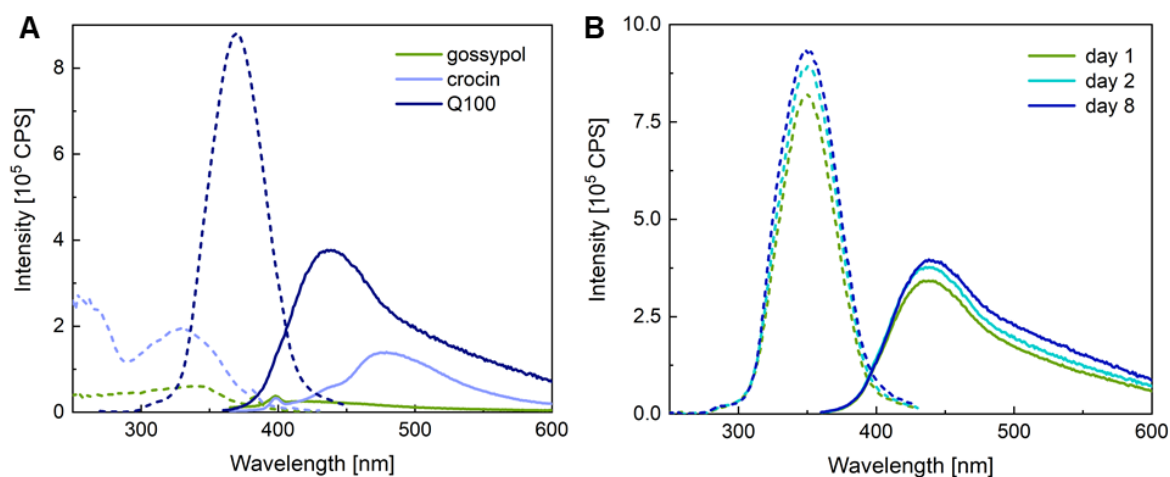 A
gossypol
crocin
Q100
Intensity [10⁵ CPS]
8
6
4
2
0
300
400
500
600
Wavelength [nm]
B
day 1
day 2
day 8
Intensity [10⁵ CPS]
10.0
7.5
5.0
2.5
0.0
300
400
500
600
Wavelength [nm]